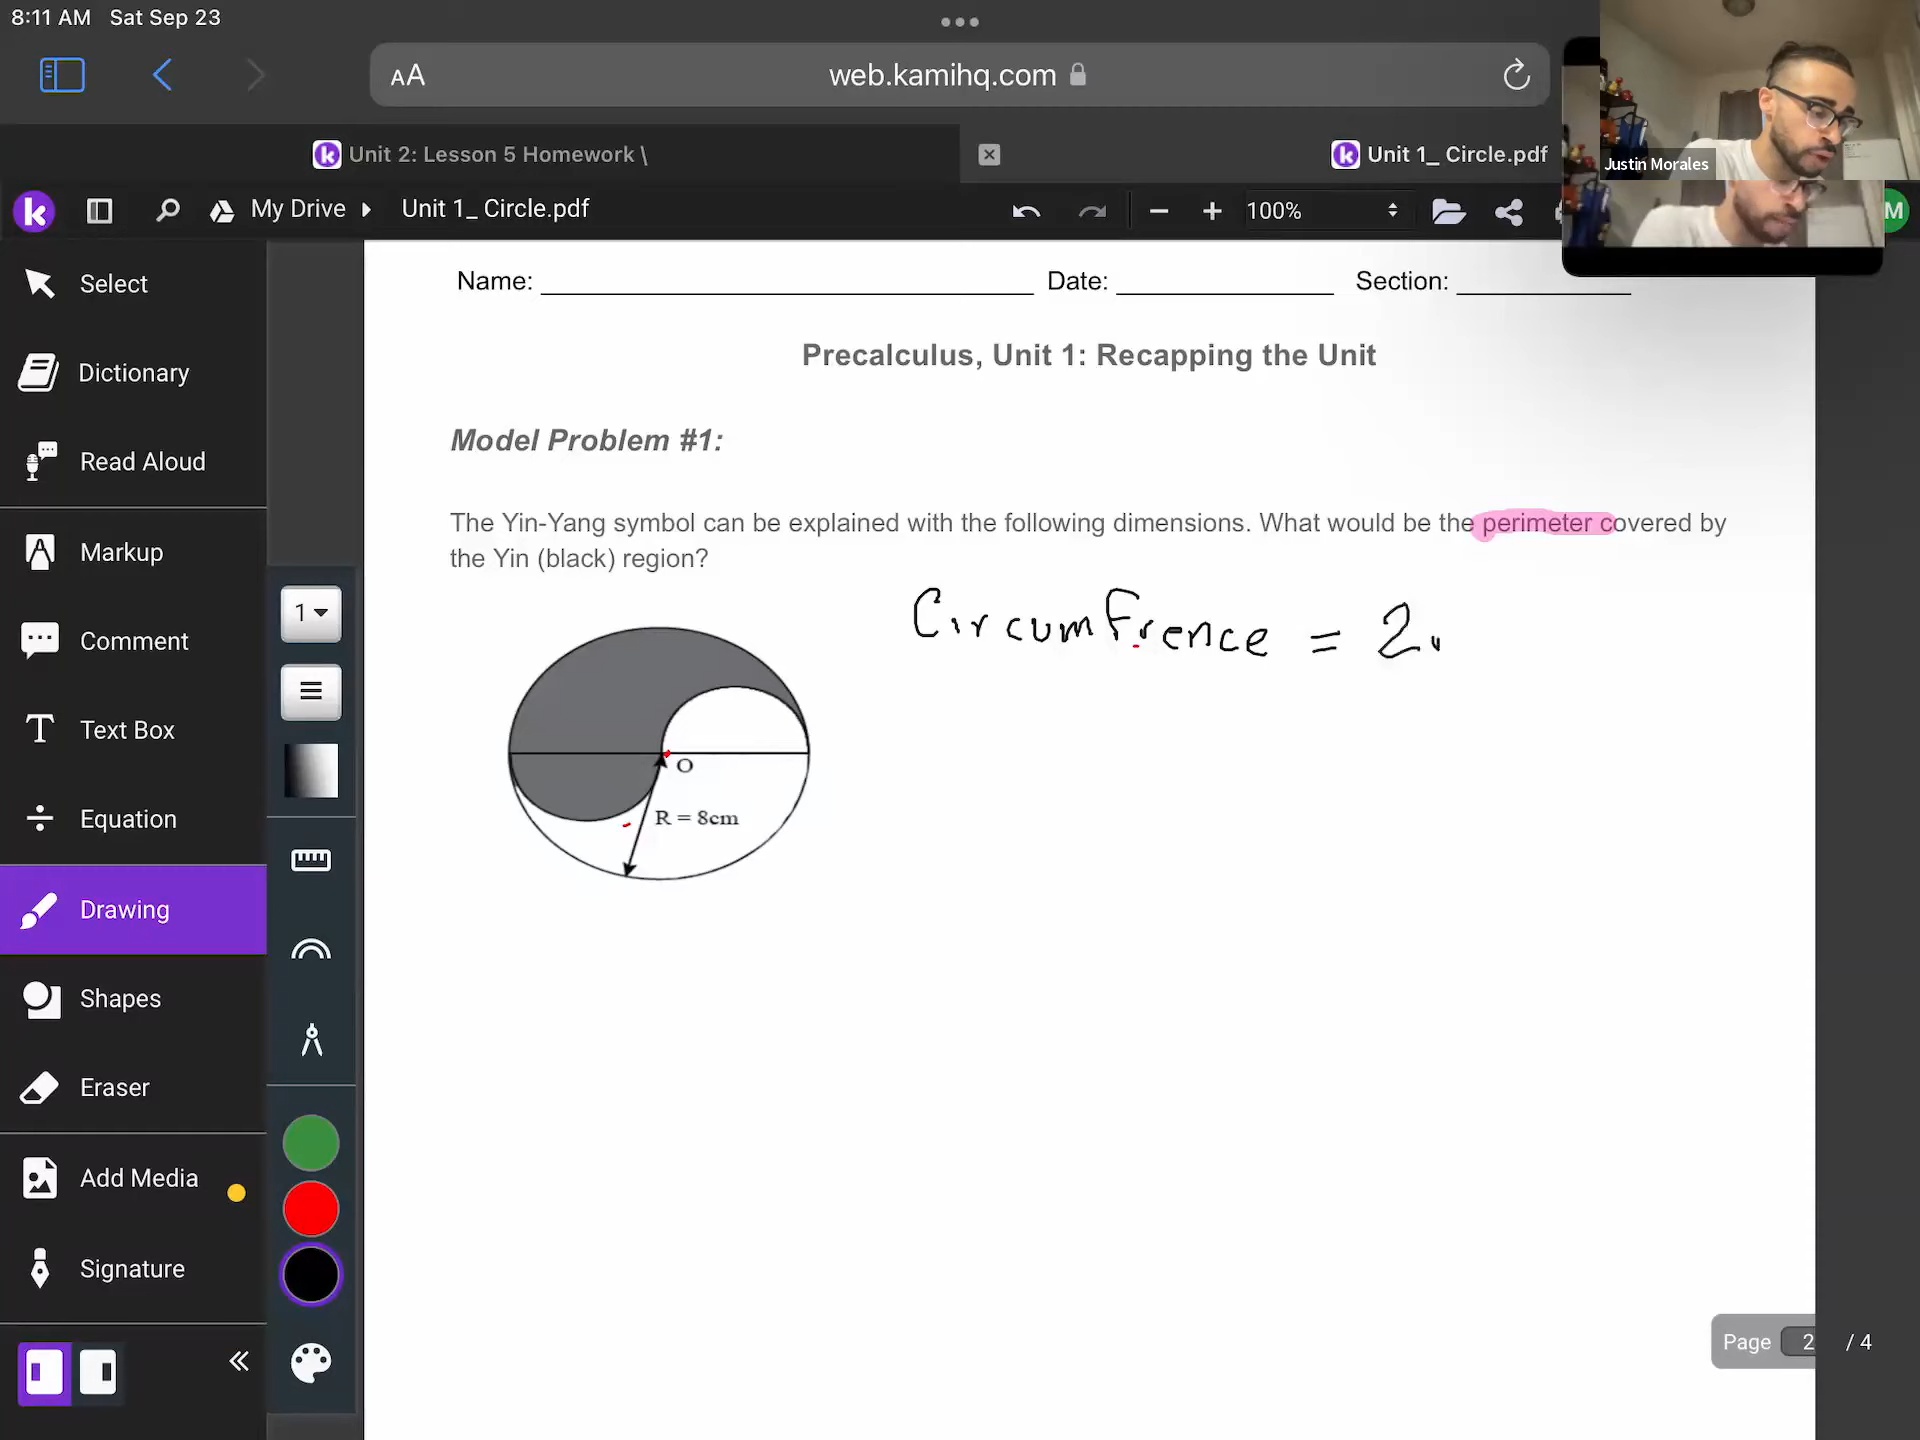 8:11 AM Sat Sep 23
AA
web.kamihq.com
Unit 2: Lesson 5 Homework \
Unit 1_ Circle.pdf
Justin Morales
My Drive
Unit 1_ Circle.pdf
100%
M
Select
Dictionary
Read Aloud
Markup
Comment
Text Box
Equation
Drawing
Shapes
Eraser
Add Media
Signature
1
Name: Date: Section:
Precalculus, Unit 1: Recapping the Unit
Model Problem #1:
The Yin-Yang symbol can be explained with the following dimensions. What would be the perimeter covered by
the Yin (black) region?
Circumfrence = 2.
O
R = 8cm
Page 2 / 4